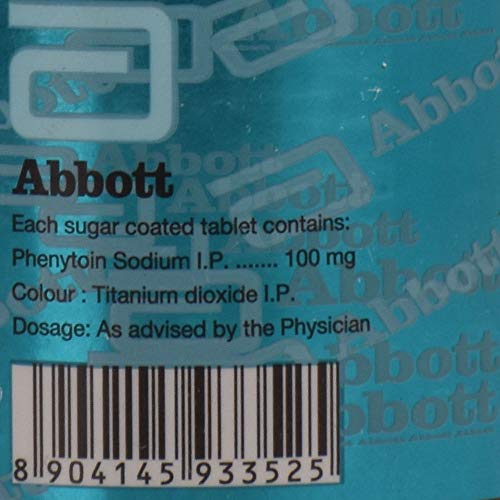 Abbott
Each sugar coated tablet contains:
Phenytoin Sodium I.P. ....... 100 mg
Colour : Titanium dioxide I.P.
Dosage: As advised by the Physician
8 904145 933525